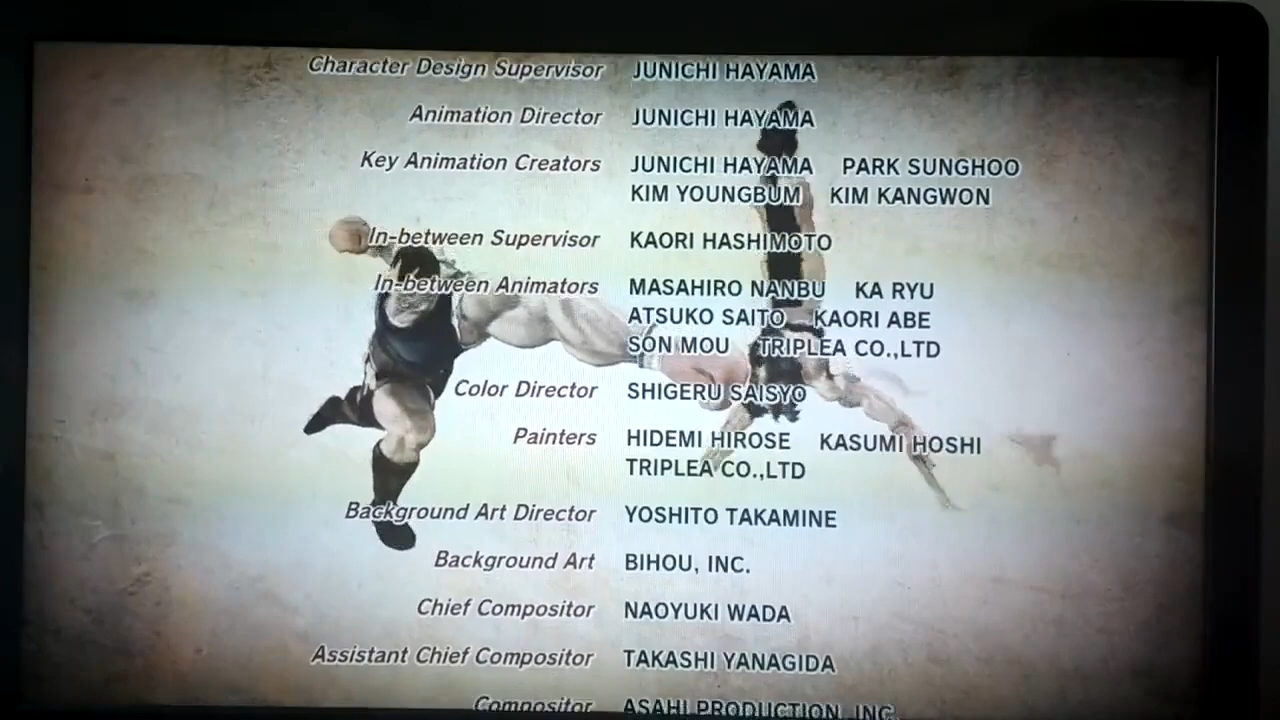 Character Design Supervisor JUNICHI HAYAMA
Animation Director JUNICHI HAYAMA
Key Animation Creators JUNICHI HAYAMA PARK SUNGHOO
KIM YOUNGBUM KIM KANGWON
In-between Supervisor KAORI HASHIMOTO
In-between Animators MASAHIRO NANBU KA RYU
ATSUKO SAITO KAORI ABE
SON MOU TRIPLEA CO.,LTD
Color Director SHIGERU SAISYO
Painters HIDEMI HIROSE KASUMI HOSHI
TRIPLEA CO.,LTD
Background Art Director YOSHITO TAKAMINE
Background Art BIHOU, INC.
Chief Compositor NAOYUKI WADA
Assistant Chief Compositor TAKASHI YANAGIDA
Compositor ASAHI PRODUCTION, INC.